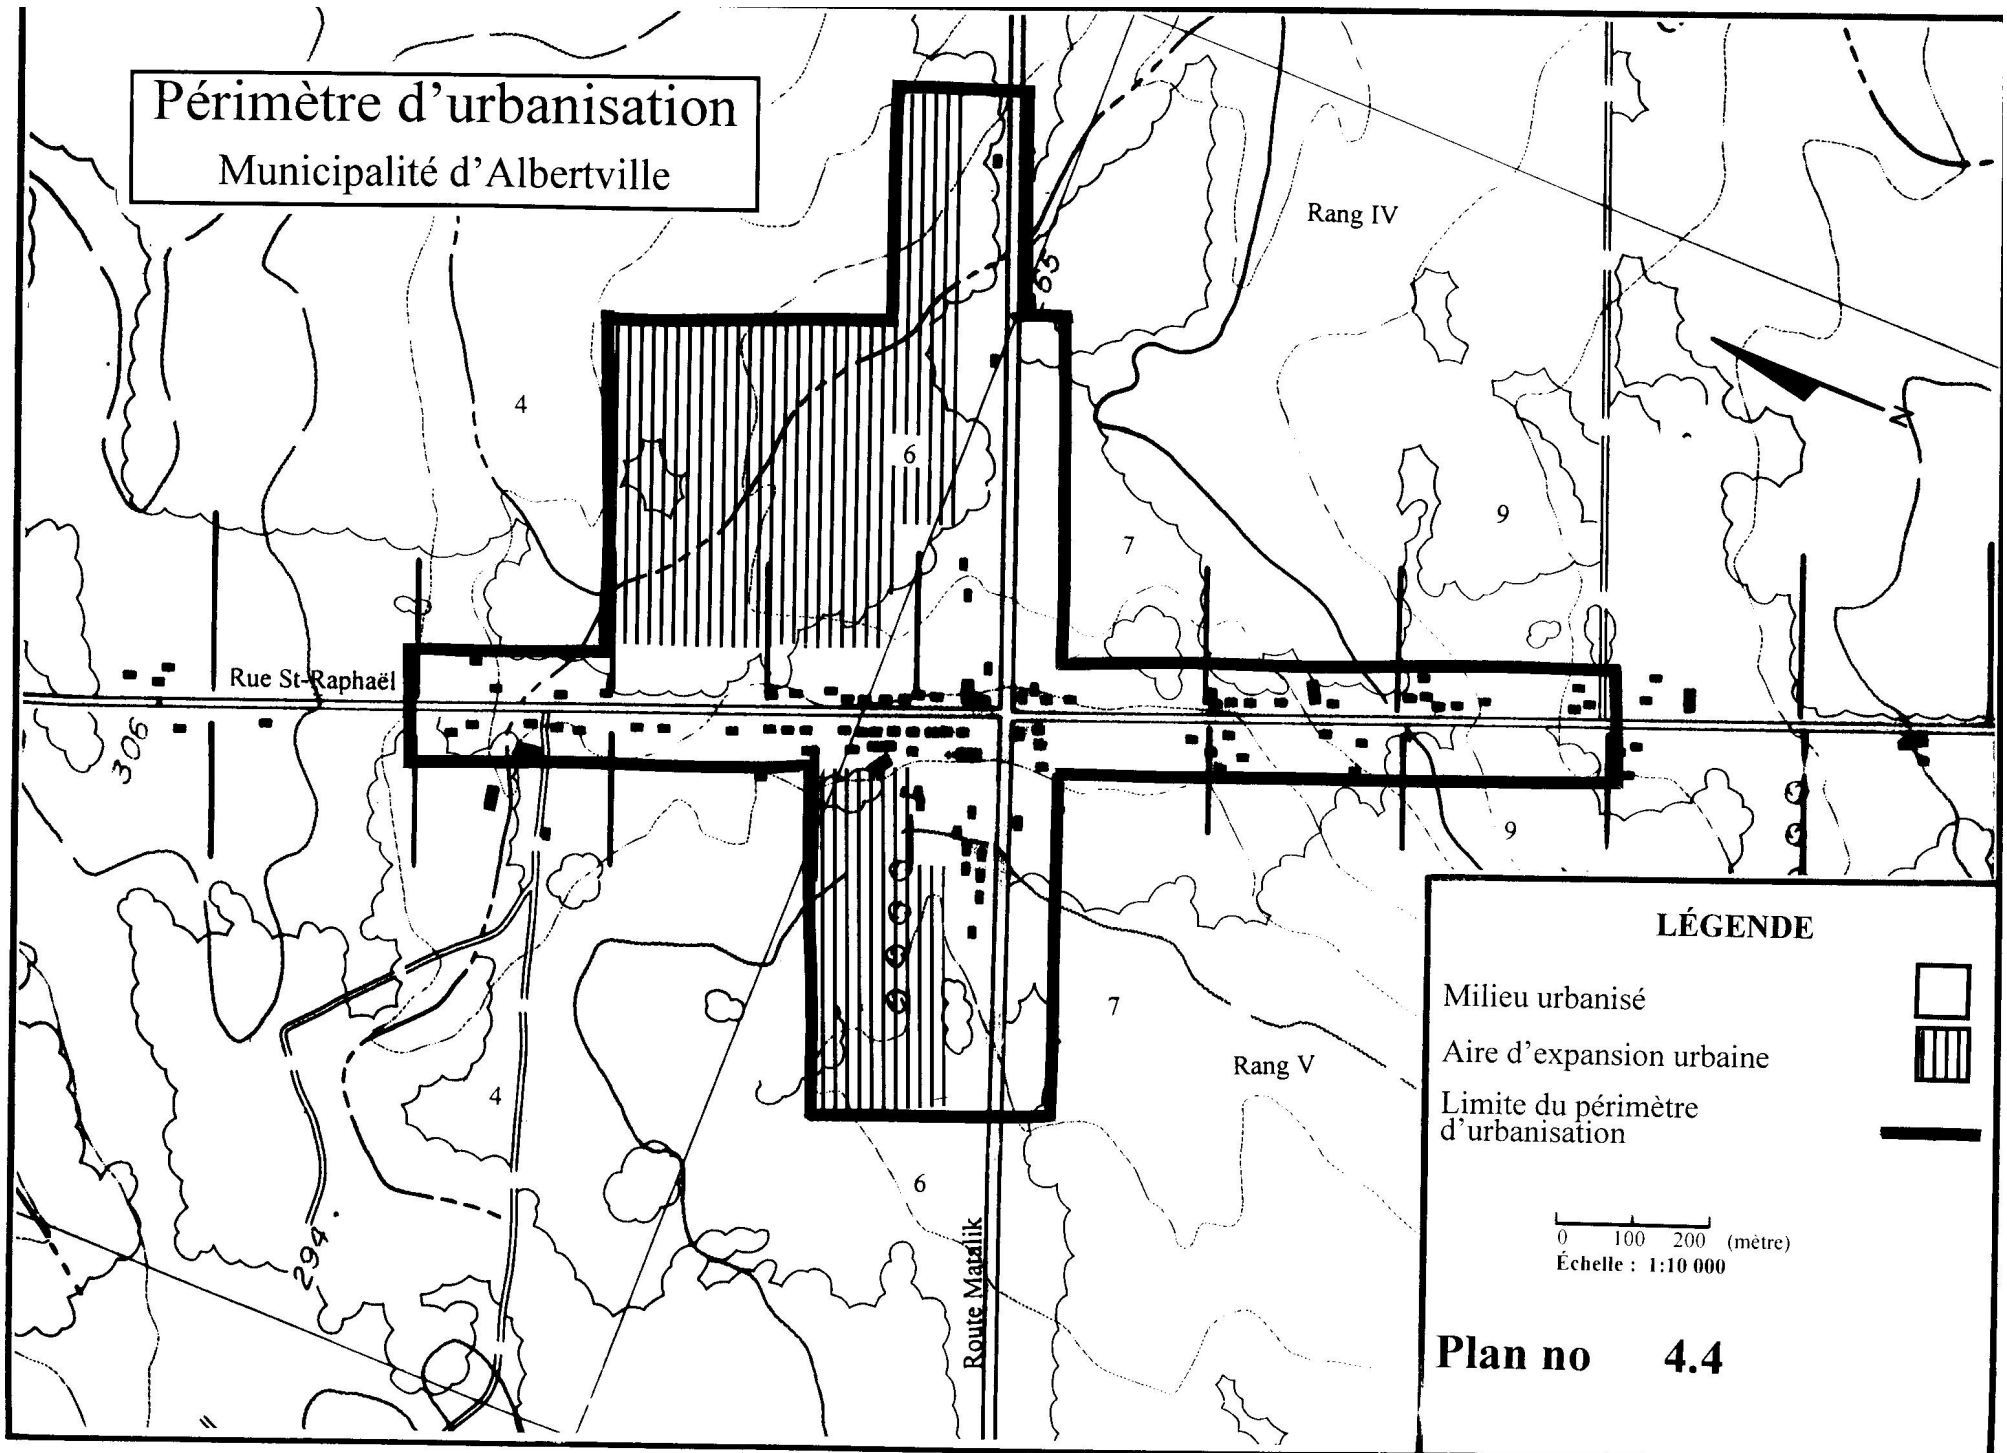 Périmètre d'urbanisation
Municipalité d'Albertville
Rang IV
55
4
6
N
9
7
Rue St-Raphaël
306
9
7
Rang V
4
6
294
Route Matalik
LÉGENDE
Milieu urbanisé
Aire d'expansion urbaine
Limite du périmètre
d'urbanisation
0 100 200 (mètre)
Échelle : 1:10 000
Plan no 4.4